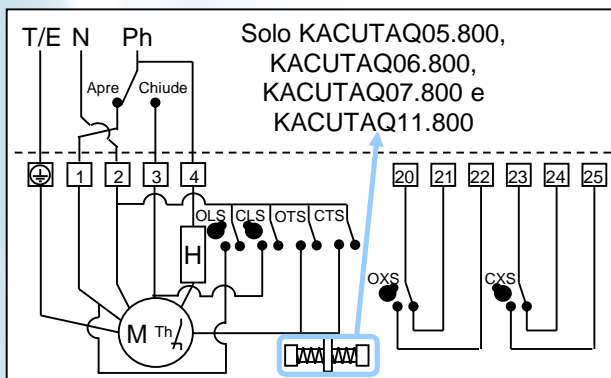 T/E N Ph
Solo KACUTAQ05.800,
KACUTAQ06.800,
KACUTAQ07.800 e
KACUTAQ11.800
Apre Chiude
1 2 3 4
20 21 22 23 24 25
OLS CLS OTS CTS
H
OXS CXS
M Th